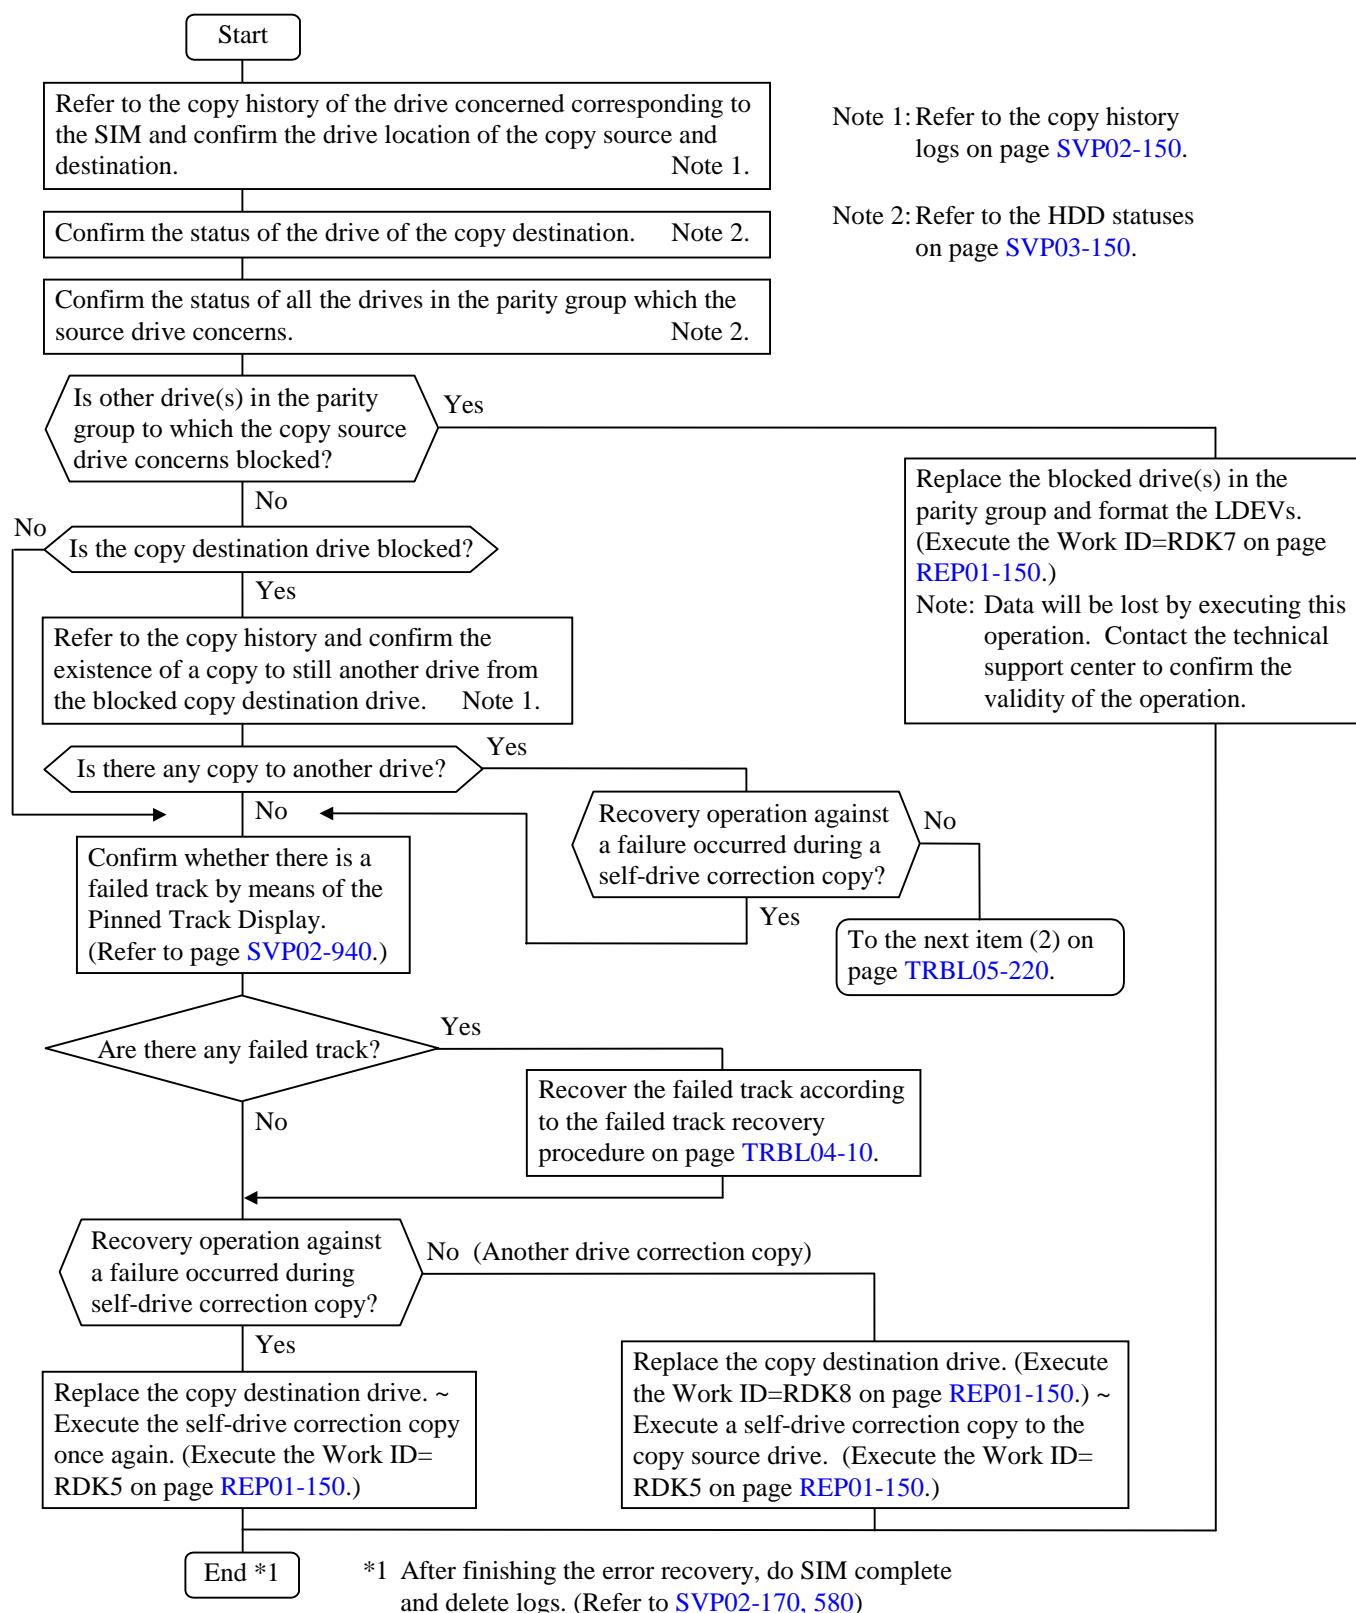 Start
Refer to the copy history of the drive concerned corresponding to
the SIM and confirm the drive location of the copy source and
destination. Note 1.
Note 1: Refer to the copy history
logs on page SVP02-150.
Confirm the status of the drive of the copy destination. Note 2.
Note 2: Refer to the HDD statuses
on page SVP03-150.
Confirm the status of all the drives in the parity group which the
source drive concerns. Note 2.
Is other drive(s) in the parity
group to which the copy source
drive concerns blocked?
Yes
No
Replace the blocked drive(s) in the
parity group and format the LDEVs.
(Execute the Work ID=RDK7 on page
REP01-150.)
Note: Data will be lost by executing this
operation. Contact the technical
support center to confirm the
validity of the operation.
No
Is the copy destination drive blocked?
Yes
Refer to the copy history and confirm the
existence of a copy to still another drive from
the blocked copy destination drive. Note 1.
Is there any copy to another drive?
Yes
No
Recovery operation against
a failure occurred during a
self-drive correction copy?
No
Yes
To the next item (2) on
page TRBL05-220.
Confirm whether there is a
failed track by means of the
Pinned Track Display.
(Refer to page SVP02-940.)
Are there any failed track?
Yes
No
Recover the failed track according
to the failed track recovery
procedure on page TRBL04-10.
Recovery operation against
a failure occurred during
self-drive correction copy?
No (Another drive correction copy)
Yes
Replace the copy destination drive. ~
Execute the self-drive correction copy
once again. (Execute the Work ID=
RDK5 on page REP01-150.)
Replace the copy destination drive. (Execute
the Work ID=RDK8 on page REP01-150.) ~
Execute a self-drive correction copy to the
copy source drive. (Execute the Work ID=
RDK5 on page REP01-150.)
End *1
*1 After finishing the error recovery, do SIM complete
and delete logs. (Refer to SVP02-170, 580)